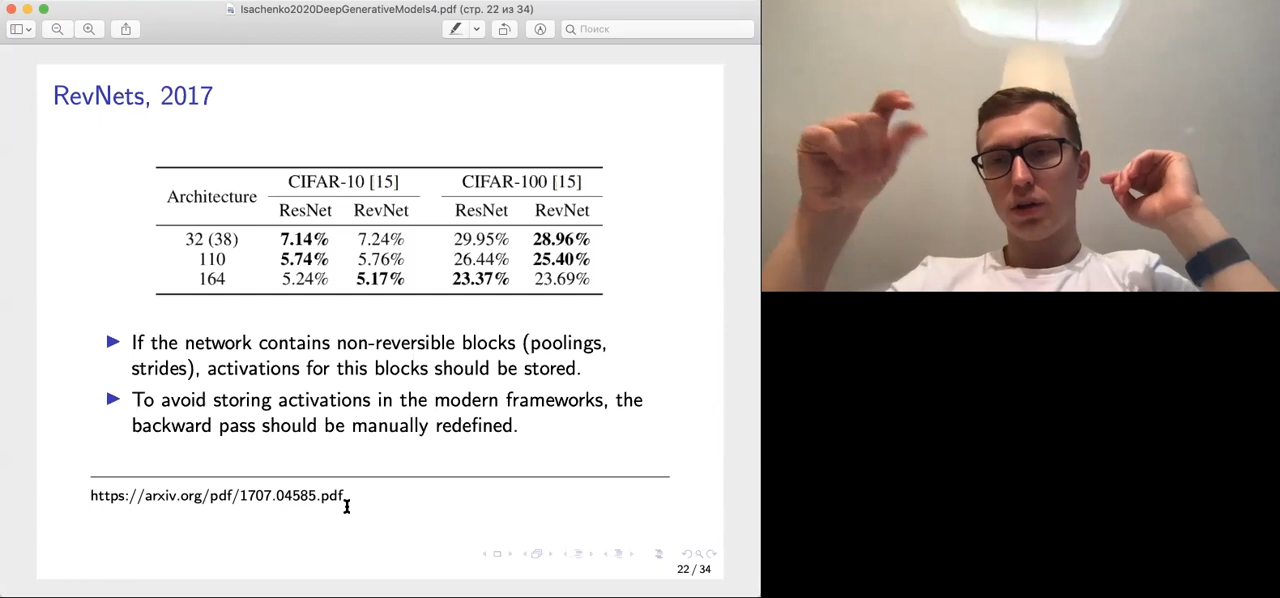 Isachenko2020DeepGenerativeModels4.pdf (стр. 22 из 34)
Поиск
RevNets, 2017
Architecture CIFAR-10 [15] CIFAR-100 [15]
ResNet RevNet ResNet RevNet
32 (38) 7.14% 7.24% 29.95% 28.96%
110 5.74% 5.76% 26.44% 25.40%
164 5.24% 5.17% 23.37% 23.69%
If the network contains non-reversible blocks (poolings,
strides), activations for this blocks should be stored.
To avoid storing activations in the modern frameworks, the
backward pass should be manually redefined.
https://arxiv.org/pdf/1707.04585.pdf
22 / 34